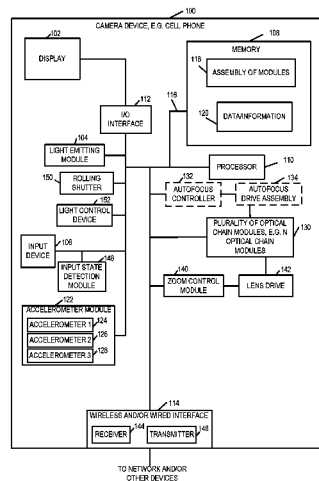 100
CAMERA DEVICE, E.G. CELL PHONE
102
DISPLAY
108
MEMORY
118
ASSEMBLY OF MODULES
120
DATA/INFORMATION
112
I/O
INTERFACE
116
104
LIGHT EMITTING
MODULE
PROCESSOR
110
150
ROLLING
SHUTTER
132
AUTOFOCUS
CONTROLLER
134
AUTOFOCUS
DRIVE ASSEMBLY
152
LIGHT CONTROL
DEVICE
PLURALITY OF OPTICAL
CHAIN MODULES, E.G. N
OPTICAL CHAIN
MODULES
130
INPUT
DEVICE
106
148
INPUT STATE
DETECTION
MODULE
140
ZOOM CONTROL
MODULE
142
LENS DRIVE
122
ACCELEROMETER MODULE
124
ACCELEROMETER 1
126
ACCELEROMETER 2
128
ACCELEROMETER 3
114
WIRELESS AND/OR WIRED INTERFACE
RECEIVER
144
TRANSMITTER
146
TO NETWORK AND/OR
OTHER DEVICES